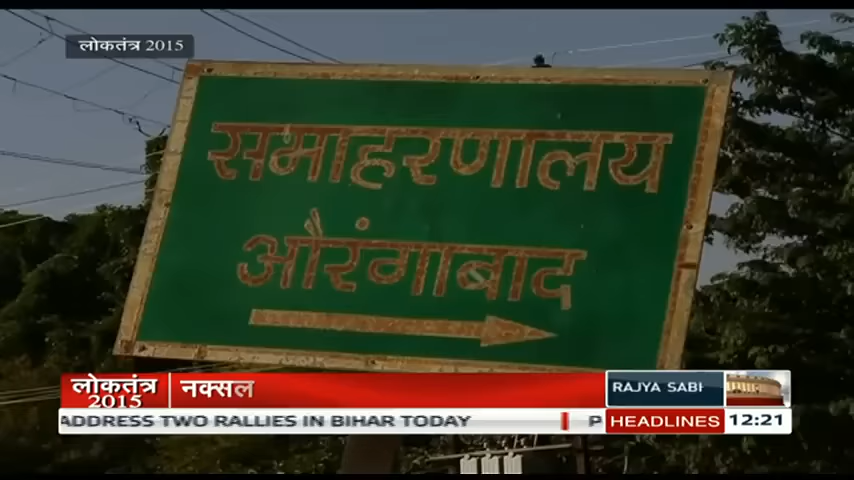 लोकतंत्र 2015
समाहरणालय
औरंगाबाद
लोकतंत्र 2015
नक्सल
RAJYA SABI
ADDRESS TWO RALLIES IN BIHAR TODAY
P
HEADLINES
12:21